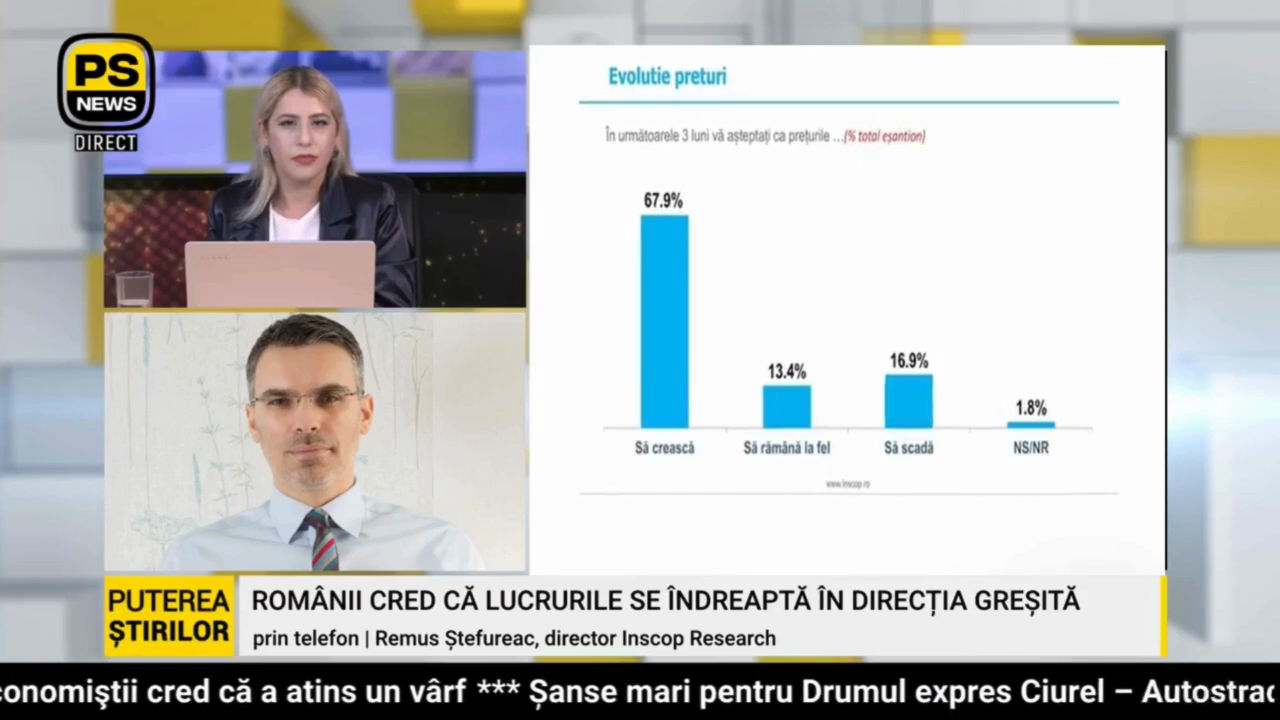 PS
NEWS
DIRECT
Evolutie preturi
În următoarele 3 luni vă așteptați ca prețurile ...(% total eșantion)
67.9%
13.4%
16.9%
1.8%
Să crească
Să rămână la fel
Să scadă
NS/NR
www.inscop.ro
PUTEREA
ȘTIRILOR
ROMÂNII CRED CĂ LUCRURILE SE ÎNDREAPTĂ ÎN DIRECȚIA GREȘITĂ
prin telefon | Remus Ștefureac, director Inscop Research
conomiştii cred că a atins un vârf *** Şanse mari pentru Drumul expres Ciurel – Autostrad